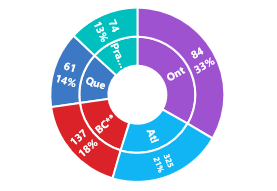 84
33%
Ont
Atl
325
21%
BC**
137
18%
Que
61
14%
Pra...
74
13%